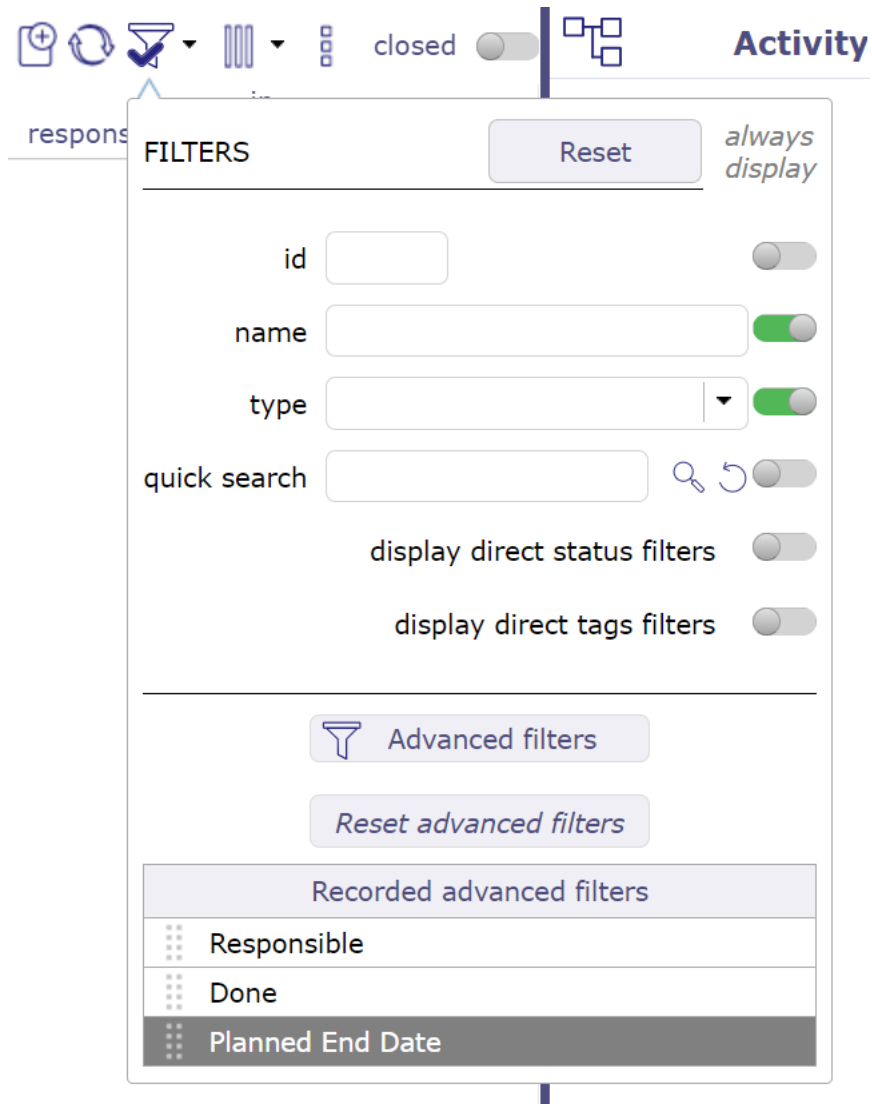 closed
Activity
respons
FILTERS
Reset
always
display
id
name
type
quick search
display direct status filters
display direct tags filters
Advanced filters
Reset advanced filters
Recorded advanced filters
Responsible
Done
Planned End Date